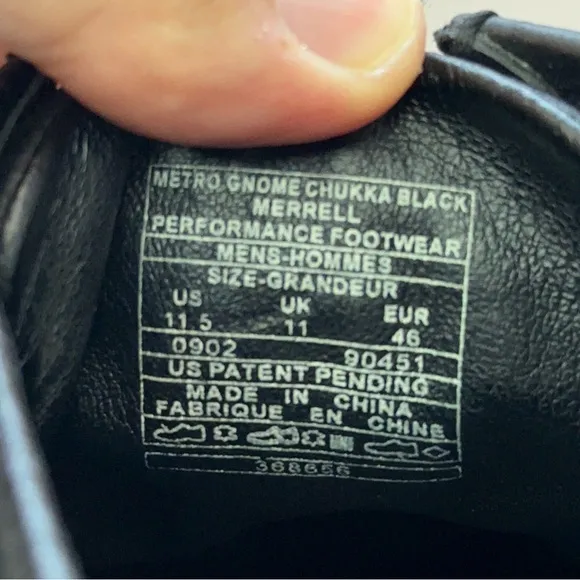 METRO GNOME CHUKKA BLACK
MERRELL
PERFORMANCE FOOTWEAR
MENS-HOMMES
SIZE-GRANDEUR
US UK EUR
11.5 11 46
0902 90451
US PATENT PENDING
MADE IN CHINA
FABRIQUE EN CHINE
368656